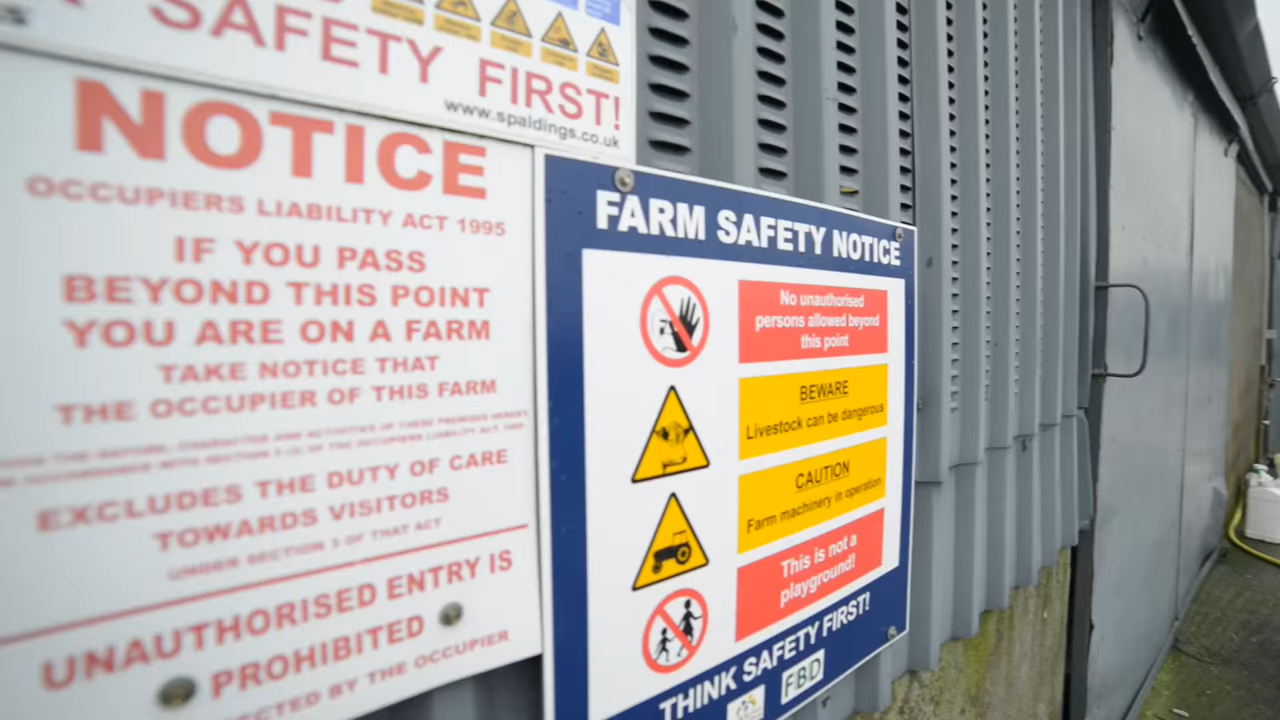 SAFETY FIRST!
www.spaldings.co.uk
NOTICE
OCCUPIERS LIABILITY ACT 1995
IF YOU PASS
BEYOND THIS POINT
YOU ARE ON A FARM
TAKE NOTICE THAT
THE OCCUPIER OF THIS FARM
EXCLUDES THE DUTY OF CARE
TOWARDS VISITORS
UNDER SECTION 3 OF THAT ACT
UNAUTHORISED ENTRY IS
PROHIBITED
BY THE OCCUPIER
FARM SAFETY NOTICE
No unauthorised
persons allowed beyond
this point
BEWARE
Livestock can be dangerous
CAUTION
Farm machinery in operation
This is not a
playground!
THINK SAFETY FIRST!
FBD